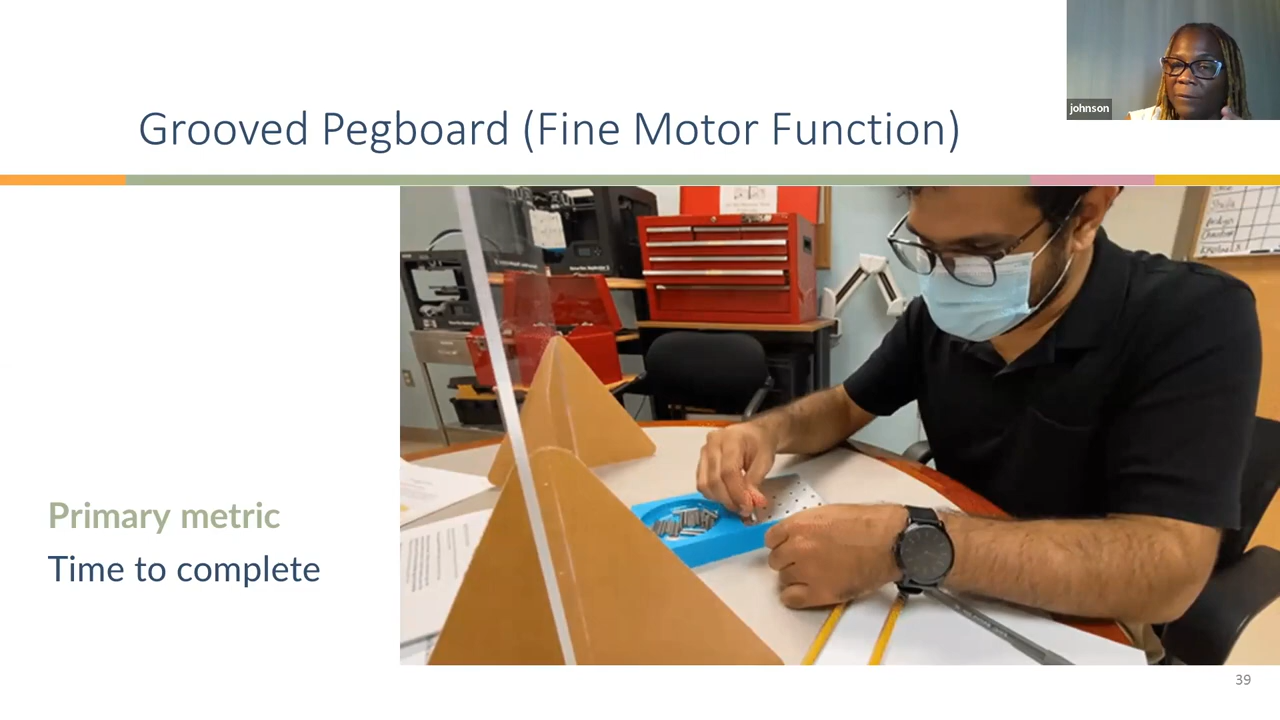 johnson
Grooved Pegboard (Fine Motor Function)
Primary metric
Time to complete
39